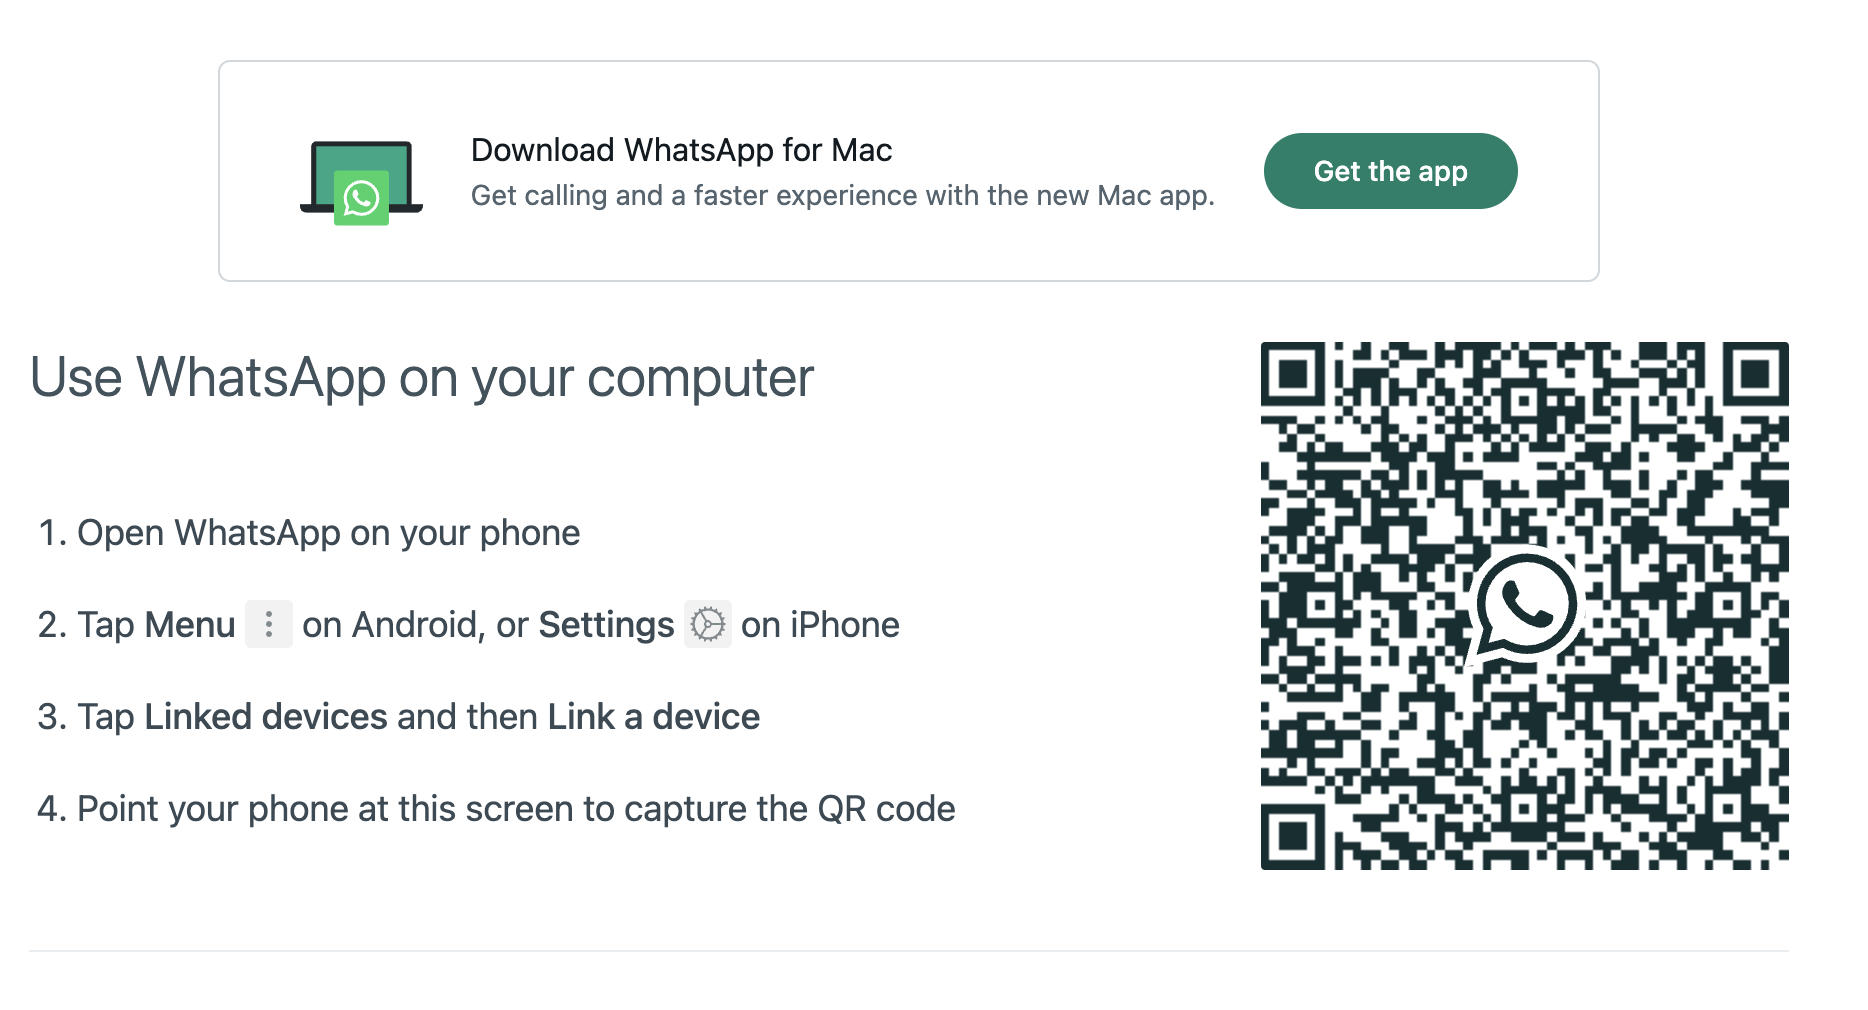 Download WhatsApp for Mac
Get calling and a faster experience with the new Mac app.
Get the app
Use WhatsApp on your computer
1. Open WhatsApp on your phone
2. Tap Menu on Android, or Settings on iPhone
3. Tap Linked devices and then Link a device
4. Point your phone at this screen to capture the QR code